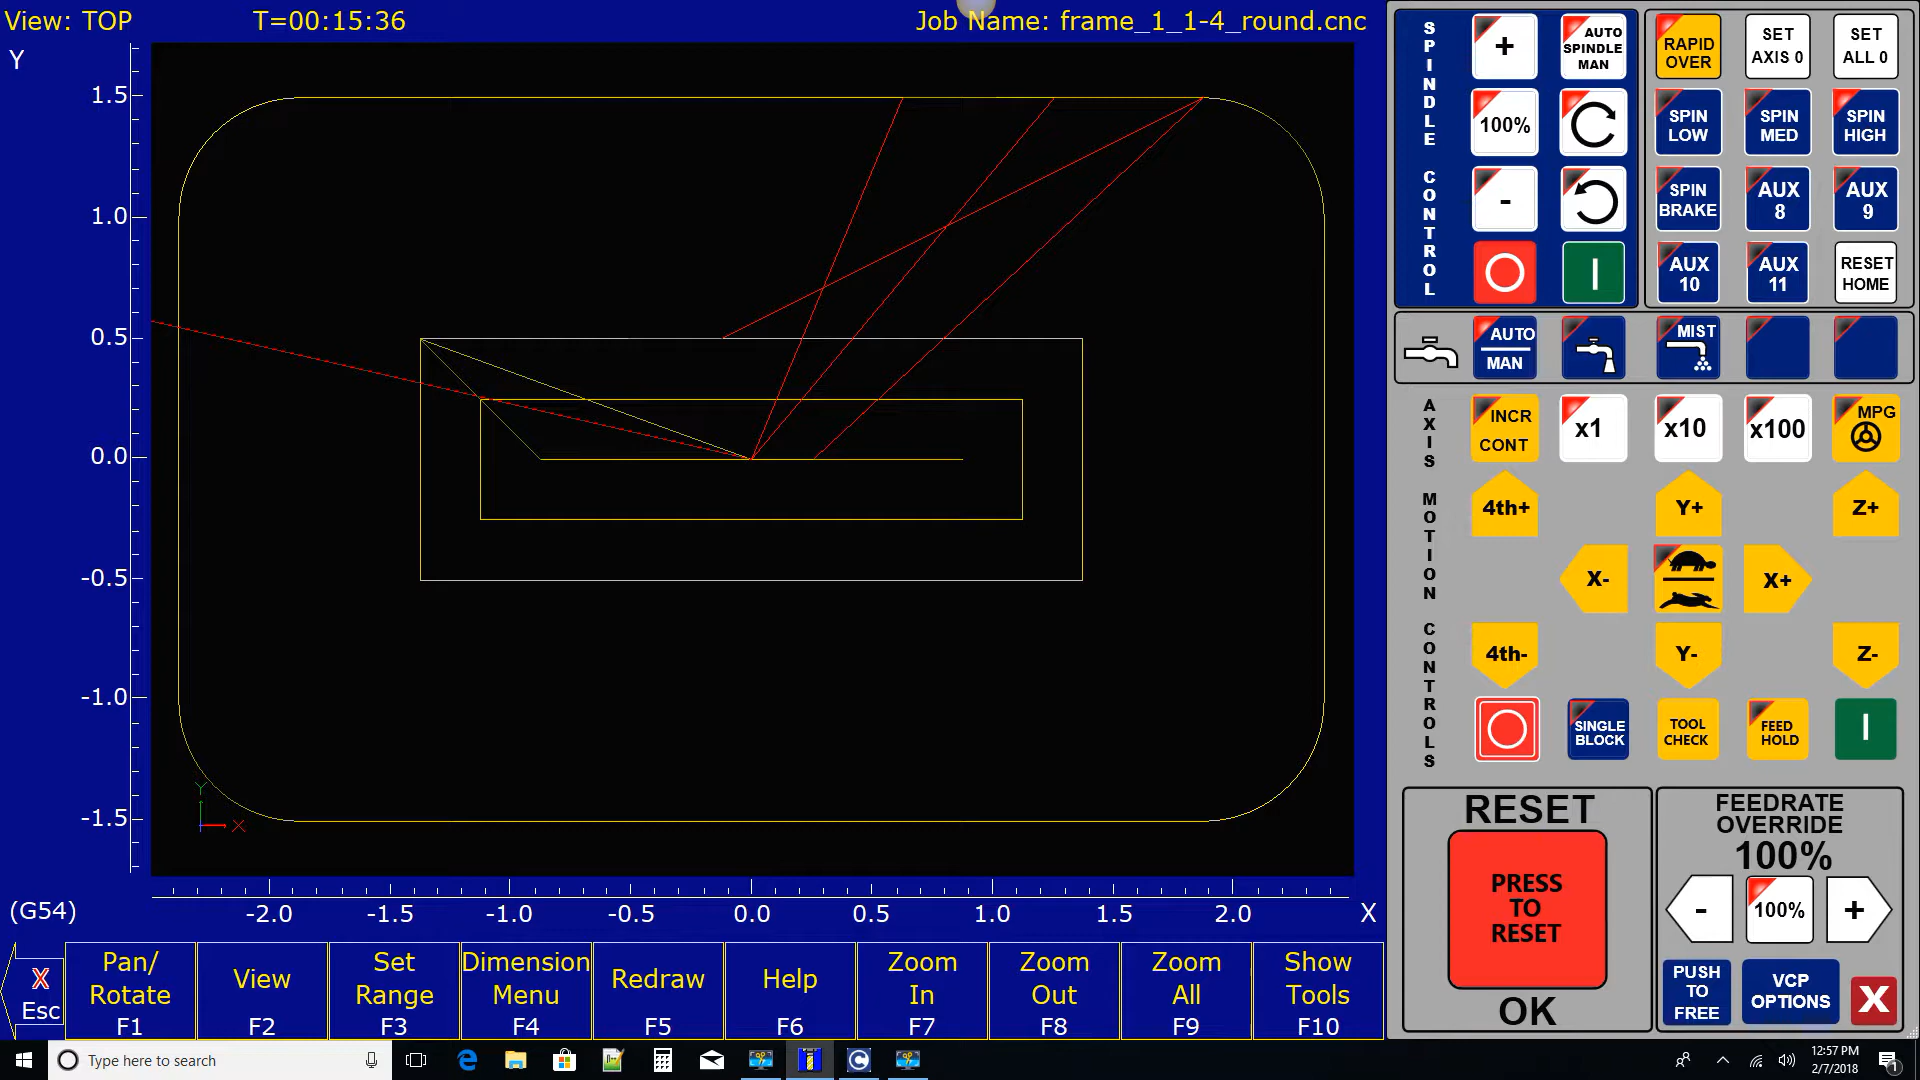 View: TOP
T=00:15:36
Job Name: frame_1_1-4_round.cnc
Y
1.5
1.0
0.5
0.0
-0.5
-1.0
-1.5
Y
X
(G54)
-2.0
-1.5
-1.0
-0.5
0.0
0.5
1.0
1.5
2.0
X
X
Esc
Pan/
Rotate
F1
View
F2
Set
Range
F3
Dimension
Menu
F4
Redraw
F5
Help
F6
Zoom
In
F7
Zoom
Out
F8
Zoom
All
F9
Show
Tools
F10
SPINDLE CONTROL
+
AUTO
SPINDLE
MAN
100%
-
RAPID
OVER
SET
AXIS 0
SET
ALL 0
SPIN
LOW
SPIN
MED
SPIN
HIGH
SPIN
BRAKE
AUX
8
AUX
9
AUX
10
AUX
11
RESET
HOME
AUTO
MAN
MIST
AXIS MOTION CONTROLS
INCR
CONT
x1
x10
x100
MPG
4th+
Y+
Z+
X-
X+
4th-
Y-
Z-
SINGLE
BLOCK
TOOL
CHECK
FEED
HOLD
RESET
PRESS
TO
RESET
OK
FEEDRATE
OVERRIDE
100%
-
100%
+
PUSH
TO
FREE
VCP
OPTIONS
X
Type here to search
12:57 PM
2/7/2018
1